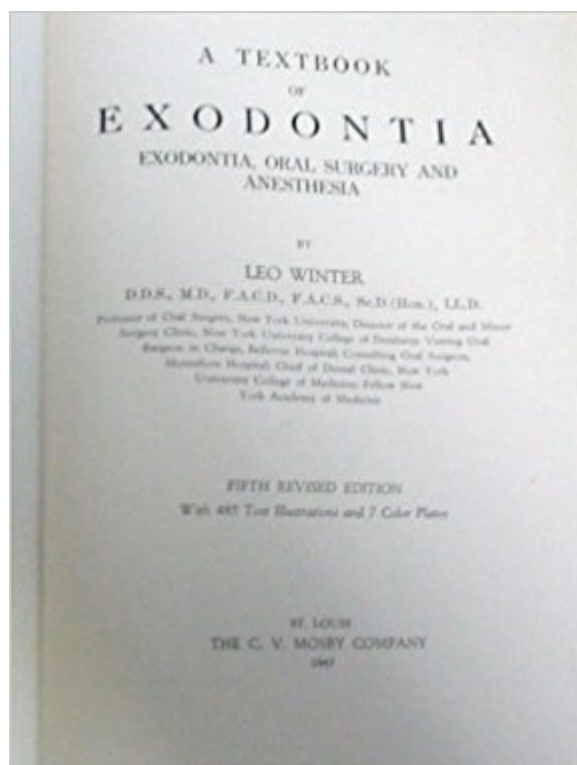 A TEXTBOOK
OF
EXODONTIA
EXODONTIA, ORAL SURGERY AND
ANESTHESIA
BY
LEO WINTER
D.D.S., M.D., F.A.C.D., F.A.C.S., Sc.D. (Hon.), LL.D.
Professor of Oral Surgery, New York University; Director of the Oral and Minor
Surgery Clinic, New York University College of Dentistry; Visiting Oral
Surgeon in Charge, Bellevue Hospital; Consulting Oral Surgeon,
Hospital; Chief of Dental Clinic, New York
University College of Medicine; Fellow New
York Academy of Medicine
FIFTH REVISED EDITION
With 485 Text Illustrations and 7 Color Plates
ST. LOUIS
THE C. V. MOSBY COMPANY